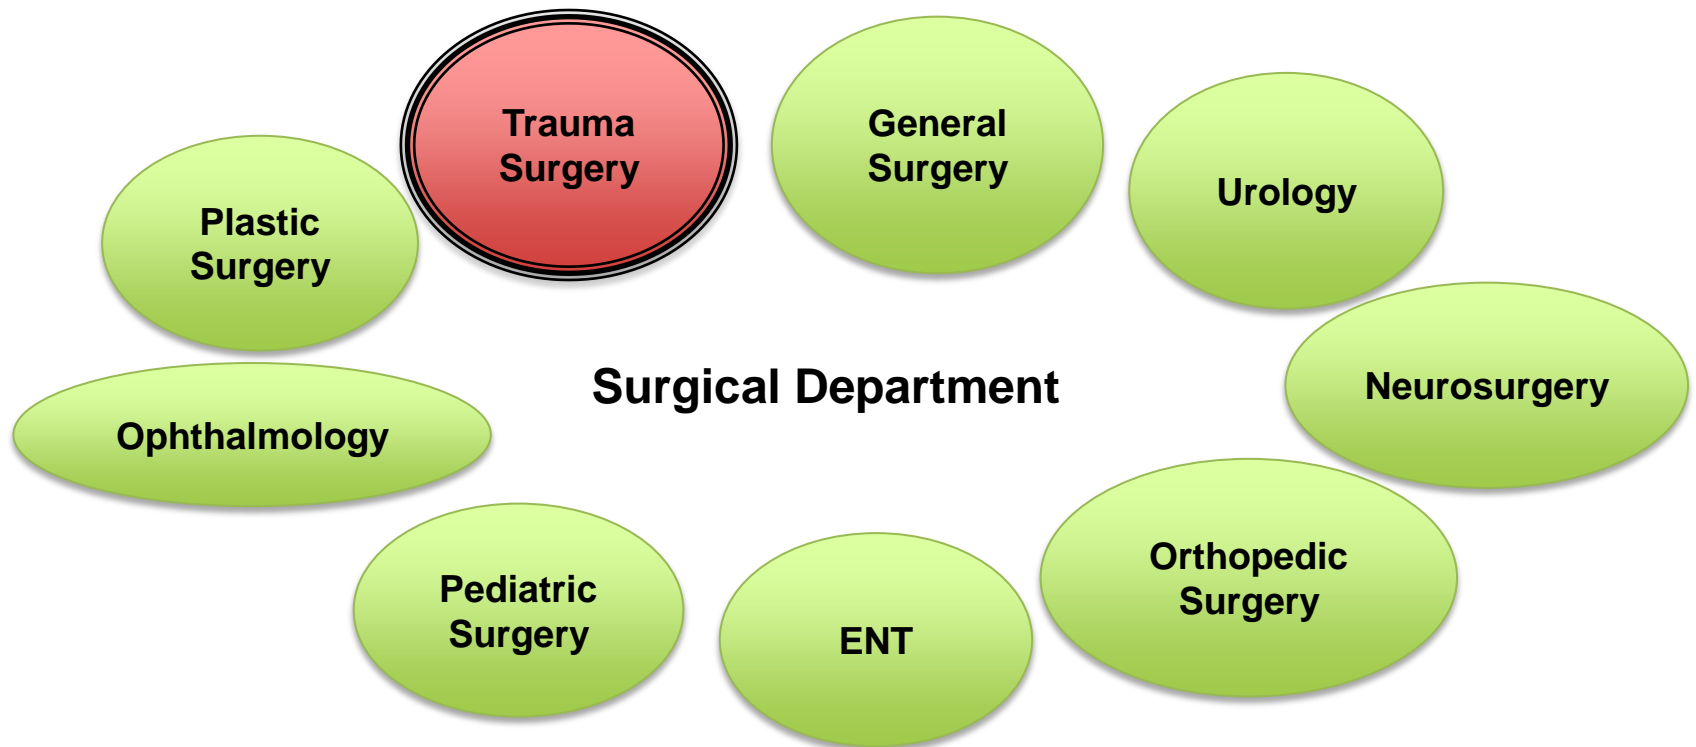 Trauma
Surgery
General
Surgery
Urology
Plastic
Surgery
Surgical Department
Neurosurgery
Ophthalmology
Orthopedic
Surgery
Pediatric
Surgery
ENT